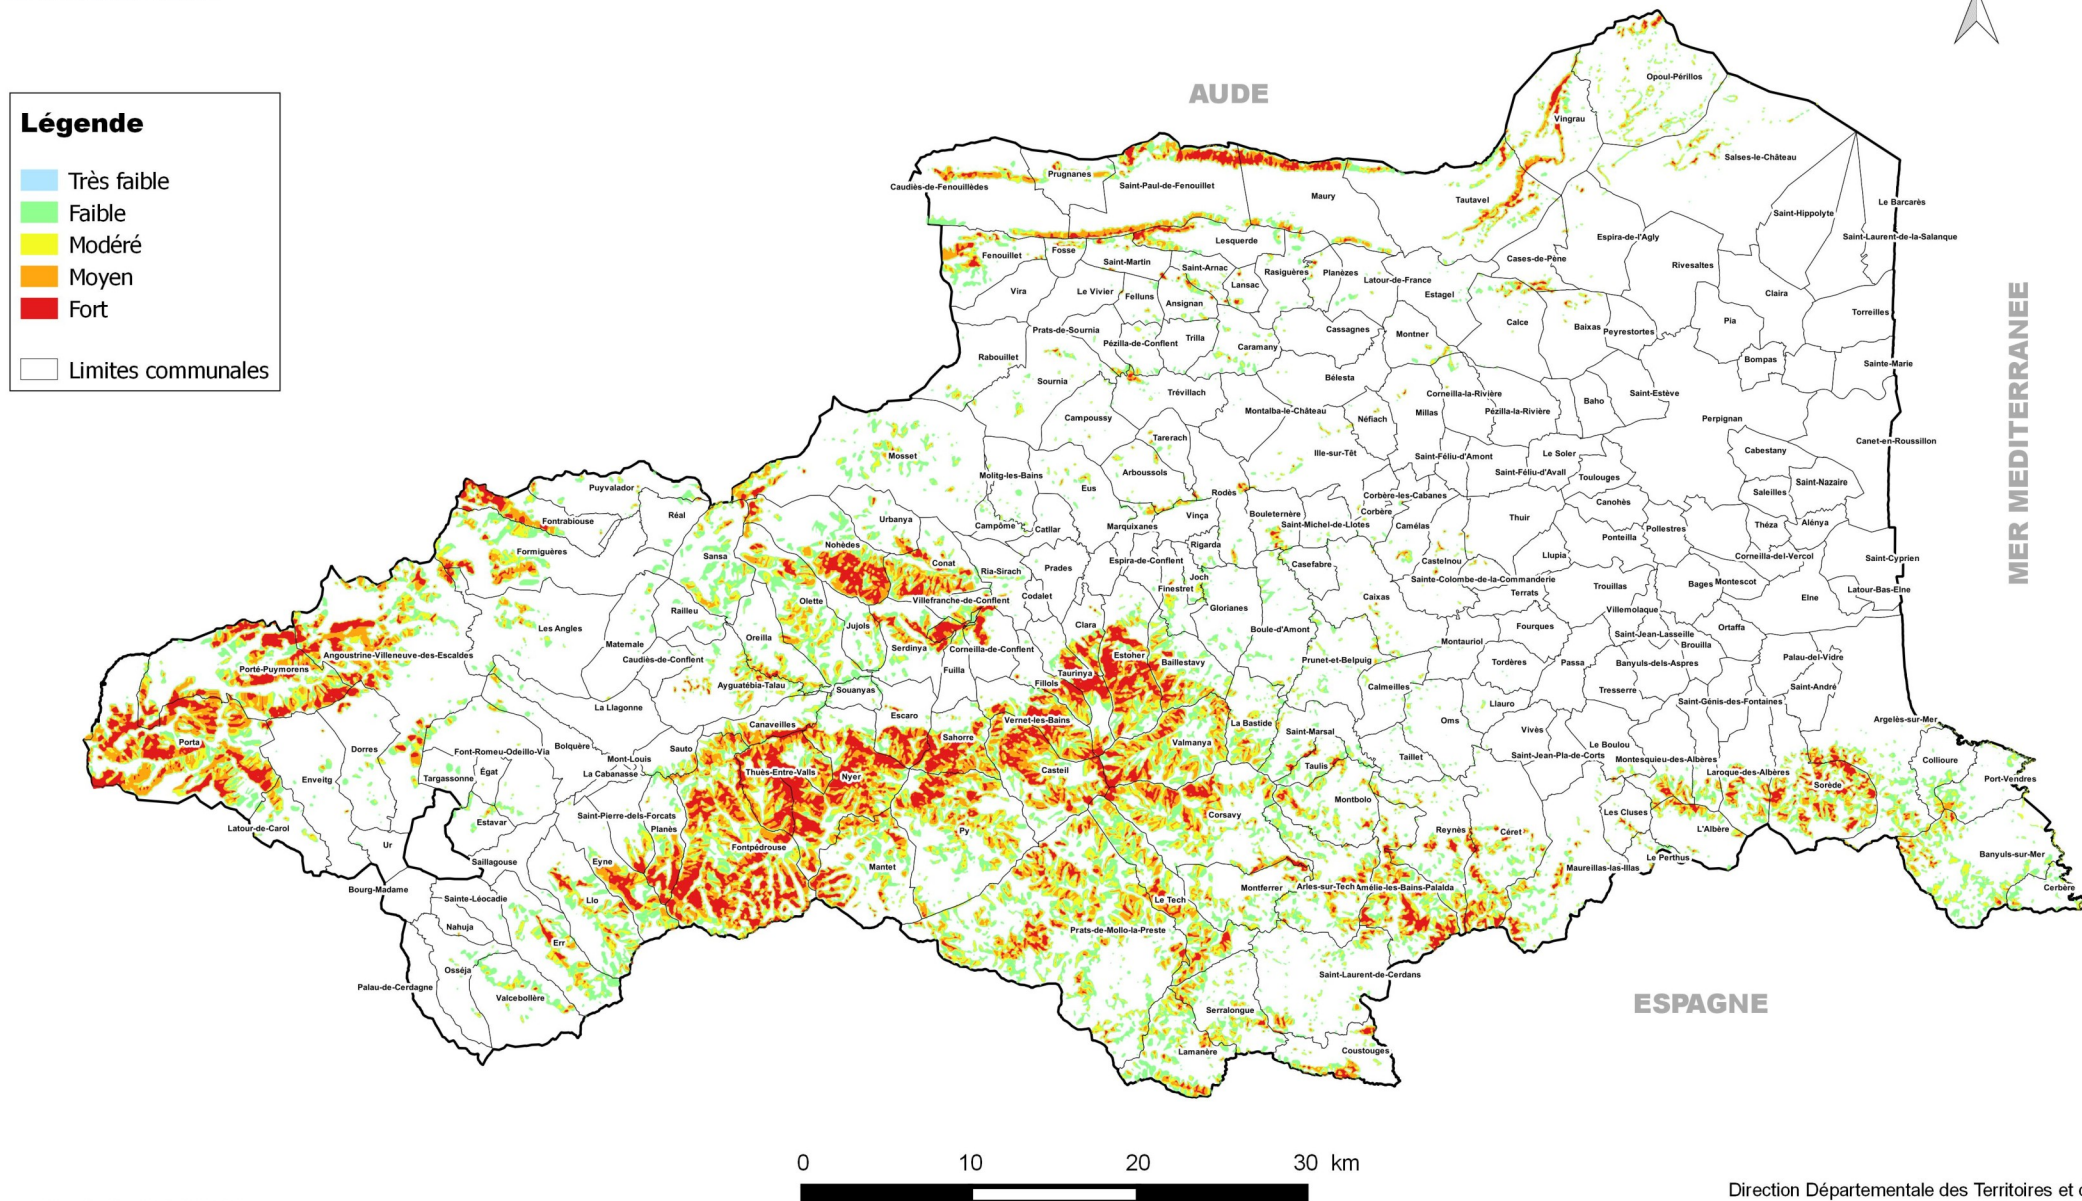 AUDE
Légende
Très faible
Faible
Modéré
Moyen
Fort
Limites communales
MER MEDITERRANEE
ESPAGNE
Opoul-Périllos
Vingrau
Salses-le-Château
Prugnanes
Caudiès-de-Fenouillèdes
Saint-Paul-de-Fenouillet
Maury
Tautavel
Le Barcarès
Saint-Hippolyte
Saint-Laurent-de-la-Salanque
Espira-de-l'Agly
Lesquerde
Fosse
Fenouillet
Saint-Martin
Saint-Arnac
Rasiguères
Planèzes
Cases-de-Pène
Rivesaltes
Latour-de-France
Lansac
Vira
Le Vivier
Felluns
Ansignan
Estagel
Claira
Torreilles
Calce
Baixas
Peyrestortes
Pia
Prats-de-Sournia
Pézilla-de-Conflent
Trilla
Caramany
Cassagnes
Montner
Rabouillet
Bompas
Sainte-Marie
Sournia
Bélesta
Trévillach
Corneilla-la-Rivière
Saint-Estève
Baho
Campoussy
Montalba-le-Château
Néfiach
Millas
Pézilla-la-Rivière
Perpignan
Tarerach
Canet-en-Roussillon
Mosset
Ille-sur-Têt
Saint-Féliu-d'Amont
Le Soler
Cabestany
Molitg-les-Bains
Arboussols
Saint-Féliu-d'Avall
Toulouges
Saint-Nazaire
Puyvalador
Eus
Rodès
Corbère-les-Cabanes
Saleilles
Canohès
Réal
Urbanya
Campôme
Catllar
Marquixanes
Vinça
Bouleternère
Saint-Michel-de-Llotes
Corbère
Camélas
Thuir
Pollestres
Théza
Alénya
Fontrabiouse
Ponteilla
Formiguères
Sansa
Nohèdes
Conat
Rigarda
Llupia
Corneilla-del-Vercol
Saint-Cyprien
Ria-Sirach
Prades
Espira-de-Conflent
Casefabre
Castelnou
Joch
Sainte-Colombe-de-la-Commanderie
Trouillas
Bages
Montescot
Finestret
Codalet
Terrats
Caixas
Elne
Latour-Bas-Elne
Olette
Villefranche-de-Conflent
Glorianes
Railleu
Villemolaque
Les Angles
Jujols
Clara
Boule-d'Amont
Fourques
Saint-Jean-Lasseille
Ortaffa
Matemale
Oreilla
Serdinya
Corneilla-de-Conflent
Montauriol
Brouilla
Angoustrine-Villeneuve-des-Escaldes
Caudiès-de-Conflent
Estoher
Baillestavy
Prunet-et-Belpuig
Tordères
Passa
Banyuls-dels-Aspres
Palau-del-Vidre
Porté-Puymorens
Fuilla
Taurinya
Fillols
Ayguatébia-Talau
Souanyas
Calmeilles
Tresserre
Saint-André
La Llagonne
Escaro
Vernet-les-Bains
La Bastide
Llauro
Saint-Génis-des-Fontaines
Canaveilles
Oms
Argelès-sur-Mer
Sahorre
Valmanya
Saint-Marsal
Vivès
Porta
Dorres
Font-Romeu-Odeillo-Via
Bolquère
Sauto
Le Boulou
Mont-Louis
Taillet
Saint-Jean-Pla-de-Corts
Montesquieu-des-Albères
Collioure
Enveitg
Targassonne
Égat
La Cabanasse
Thuès-Entre-Valls
Nyer
Casteil
Taulis
Laroque-des-Albères
Sorède
Port-Vendres
Montbolo
Latour-de-Carol
Estavar
Saint-Pierre-dels-Forcats
Planès
Py
Corsavy
Reynès
Céret
Les Cluses
L'Albère
Ur
Fontpédrouse
Saillagouse
Eyne
Mantet
Maureillas-las-Illas
Le Perthus
Banyuls-sur-Mer
Bourg-Madame
Montferrer
Arles-sur-Tech
Amélie-les-Bains-Palalda
Cerbère
Sainte-Léocadie
Llo
Le Tech
Nahuja
Prats-de-Mollo-la-Preste
Err
Osséja
Saint-Laurent-de-Cerdans
Palau-de-Cerdagne
Valcebollère
Serralongue
Lamanère
Coustouges
0 10 20 30 km
Direction Départementale des Territoires et